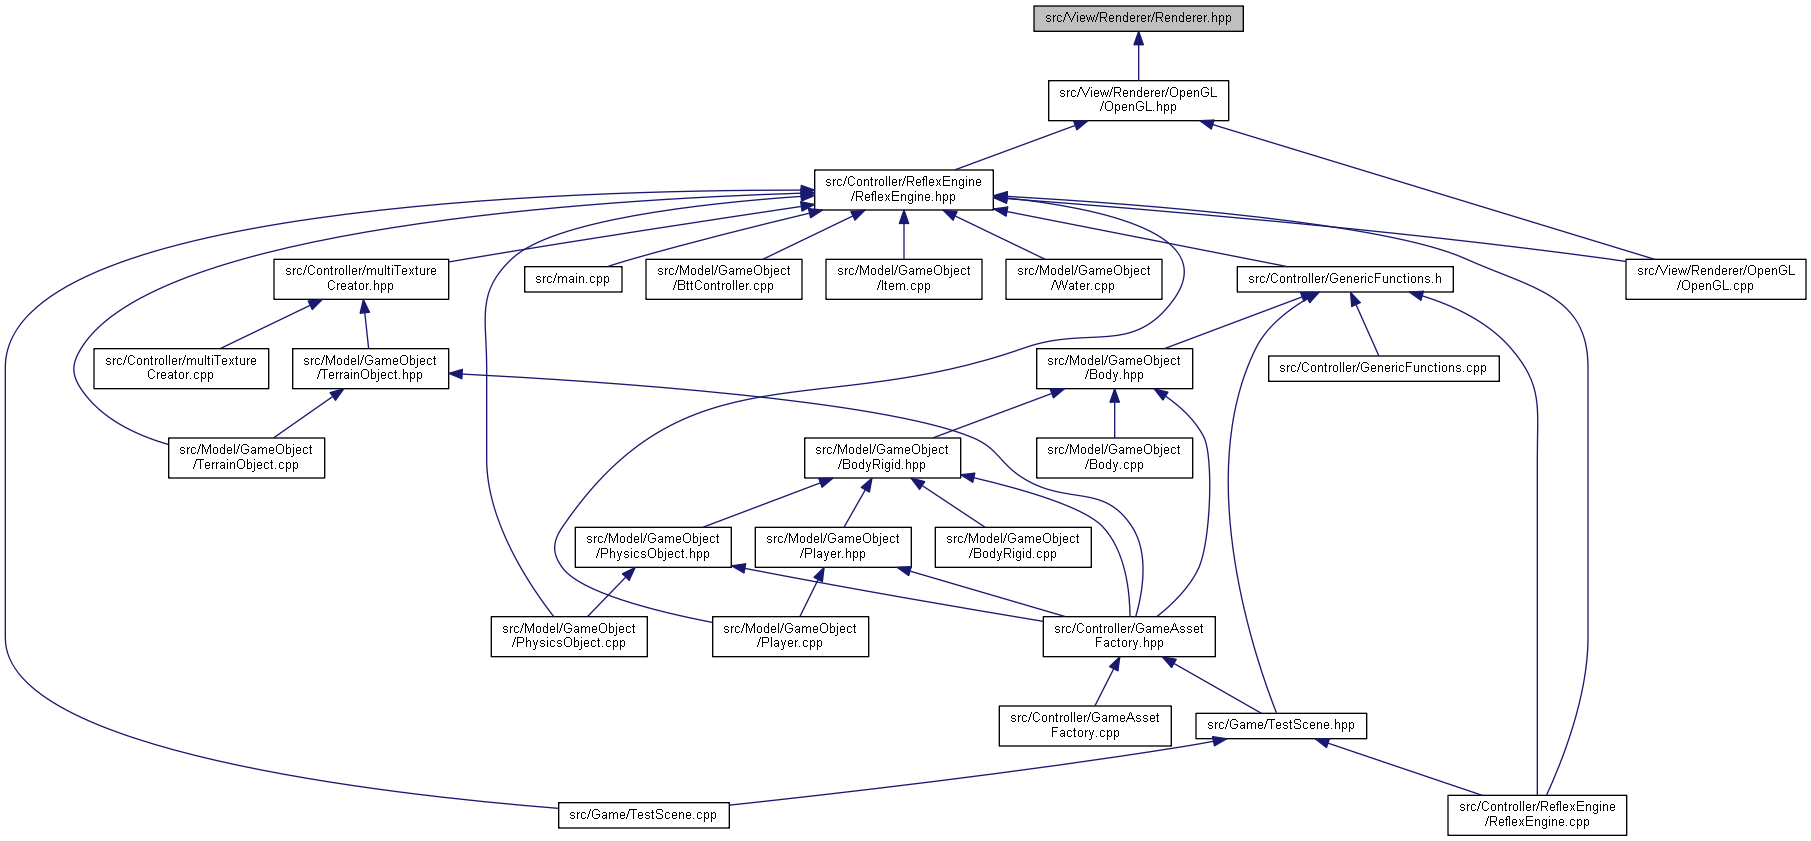 src/View/Renderer/Renderer.hpp
src/View/Renderer/OpenGL
/OpenGL.hpp
src/Controller/ReflexEngine
/ReflexEngine.hpp
src/Controller/multiTexture
Creator.hpp
src/main.cpp
src/Model/GameObject
/BttController.cpp
src/Model/GameObject
/Item.cpp
src/Model/GameObject
/Water.cpp
src/Controller/GenericFunctions.h
src/View/Renderer/OpenGL
/OpenGL.cpp
src/Controller/multiTexture
Creator.cpp
src/Model/GameObject
/TerrainObject.hpp
src/Model/GameObject
/Body.hpp
src/Controller/GenericFunctions.cpp
src/Model/GameObject
/TerrainObject.cpp
src/Model/GameObject
/BodyRigid.hpp
src/Model/GameObject
/Body.cpp
src/Model/GameObject
/PhysicsObject.hpp
src/Model/GameObject
/Player.hpp
src/Model/GameObject
/BodyRigid.cpp
src/Model/GameObject
/PhysicsObject.cpp
src/Model/GameObject
/Player.cpp
src/Controller/GameAsset
Factory.hpp
src/Controller/GameAsset
Factory.cpp
src/Game/TestScene.hpp
src/Game/TestScene.cpp
src/Controller/ReflexEngine
/ReflexEngine.cpp